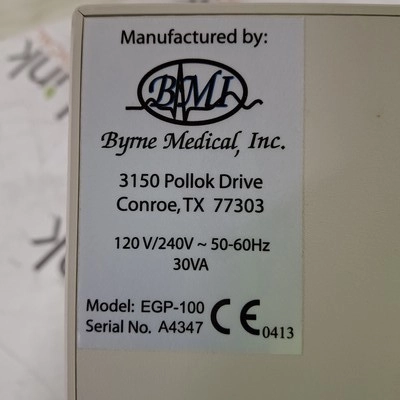 Manufactured by:
BMI
Byrne Medical, Inc.
3150 Pollok Drive
Conroe, TX 77303
120 V/240V ~ 50-60Hz
30VA
Model: EGP-100
Serial No. A4347
CE 0413